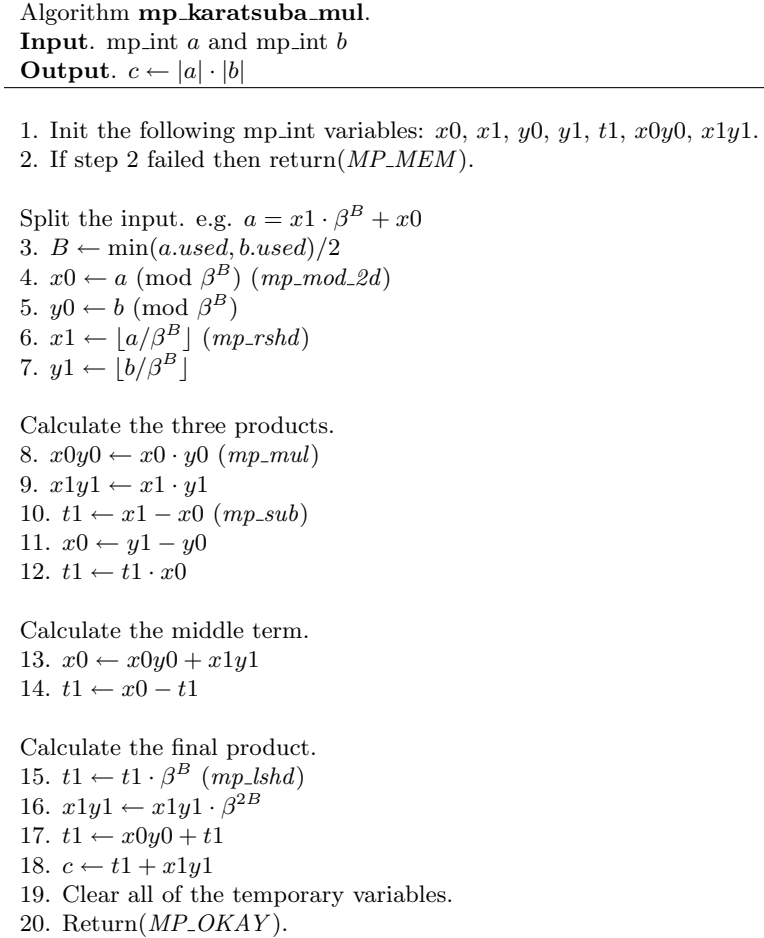 Algorithm mp_karatsuba_mul.
Input. mp_int a and mp_int b
Output. c ← |a| · |b|
1. Init the following mp_int variables: x0, x1, y0, y1, t1, x0y0, x1y1.
2. If step 2 failed then return(MP_MEM).
Split the input. e.g. a = x1 · β^B + x0
3. B ← min(a.used, b.used)/2
4. x0 ← a (mod β^B) (mp_mod_2d)
5. y0 ← b (mod β^B)
6. x1 ← ⌊a/β^B⌋ (mp_rshd)
7. y1 ← ⌊b/β^B⌋
Calculate the three products.
8. x0y0 ← x0 · y0 (mp_mul)
9. x1y1 ← x1 · y1
10. t1 ← x1 − x0 (mp_sub)
11. x0 ← y1 − y0
12. t1 ← t1 · x0
Calculate the middle term.
13. x0 ← x0y0 + x1y1
14. t1 ← x0 − t1
Calculate the final product.
15. t1 ← t1 · β^B (mp_lshd)
16. x1y1 ← x1y1 · β^2B
17. t1 ← x0y0 + t1
18. c ← t1 + x1y1
19. Clear all of the temporary variables.
20. Return(MP_OKAY).